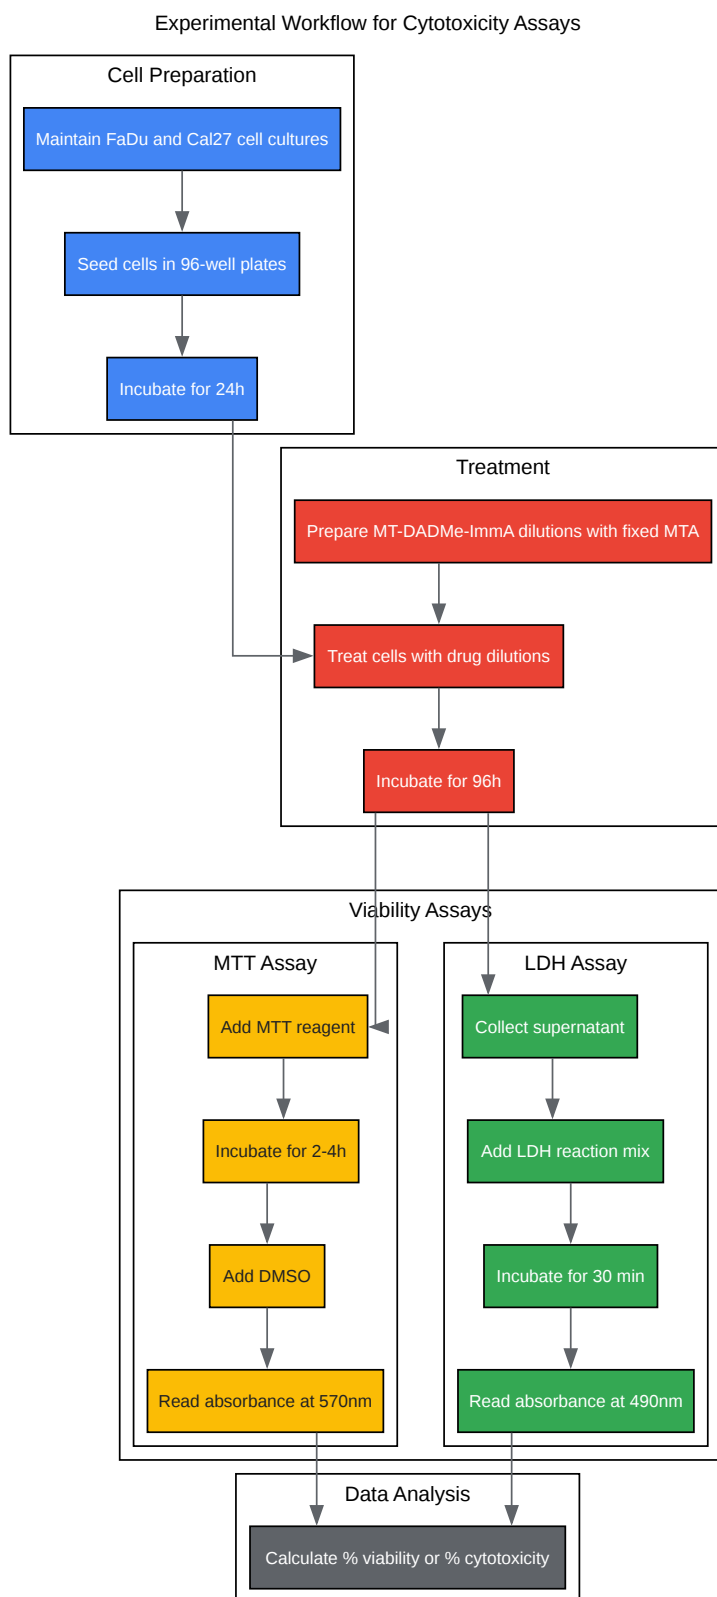 Experimental Workflow for Cytotoxicity Assays
Cell Preparation
Maintain FaDu and Cal27 cell cultures
Seed cells in 96-well plates
Incubate for 24h
Treatment
Prepare MT-DADMe-ImmA dilutions with fixed MTA
Treat cells with drug dilutions
Incubate for 96h
Viability Assays
MTT Assay
Add MTT reagent
Incubate for 2-4h
Add DMSO
Read absorbance at 570nm
LDH Assay
Collect supernatant
Add LDH reaction mix
Incubate for 30 min
Read absorbance at 490nm
Data Analysis
Calculate % viability or % cytotoxicity